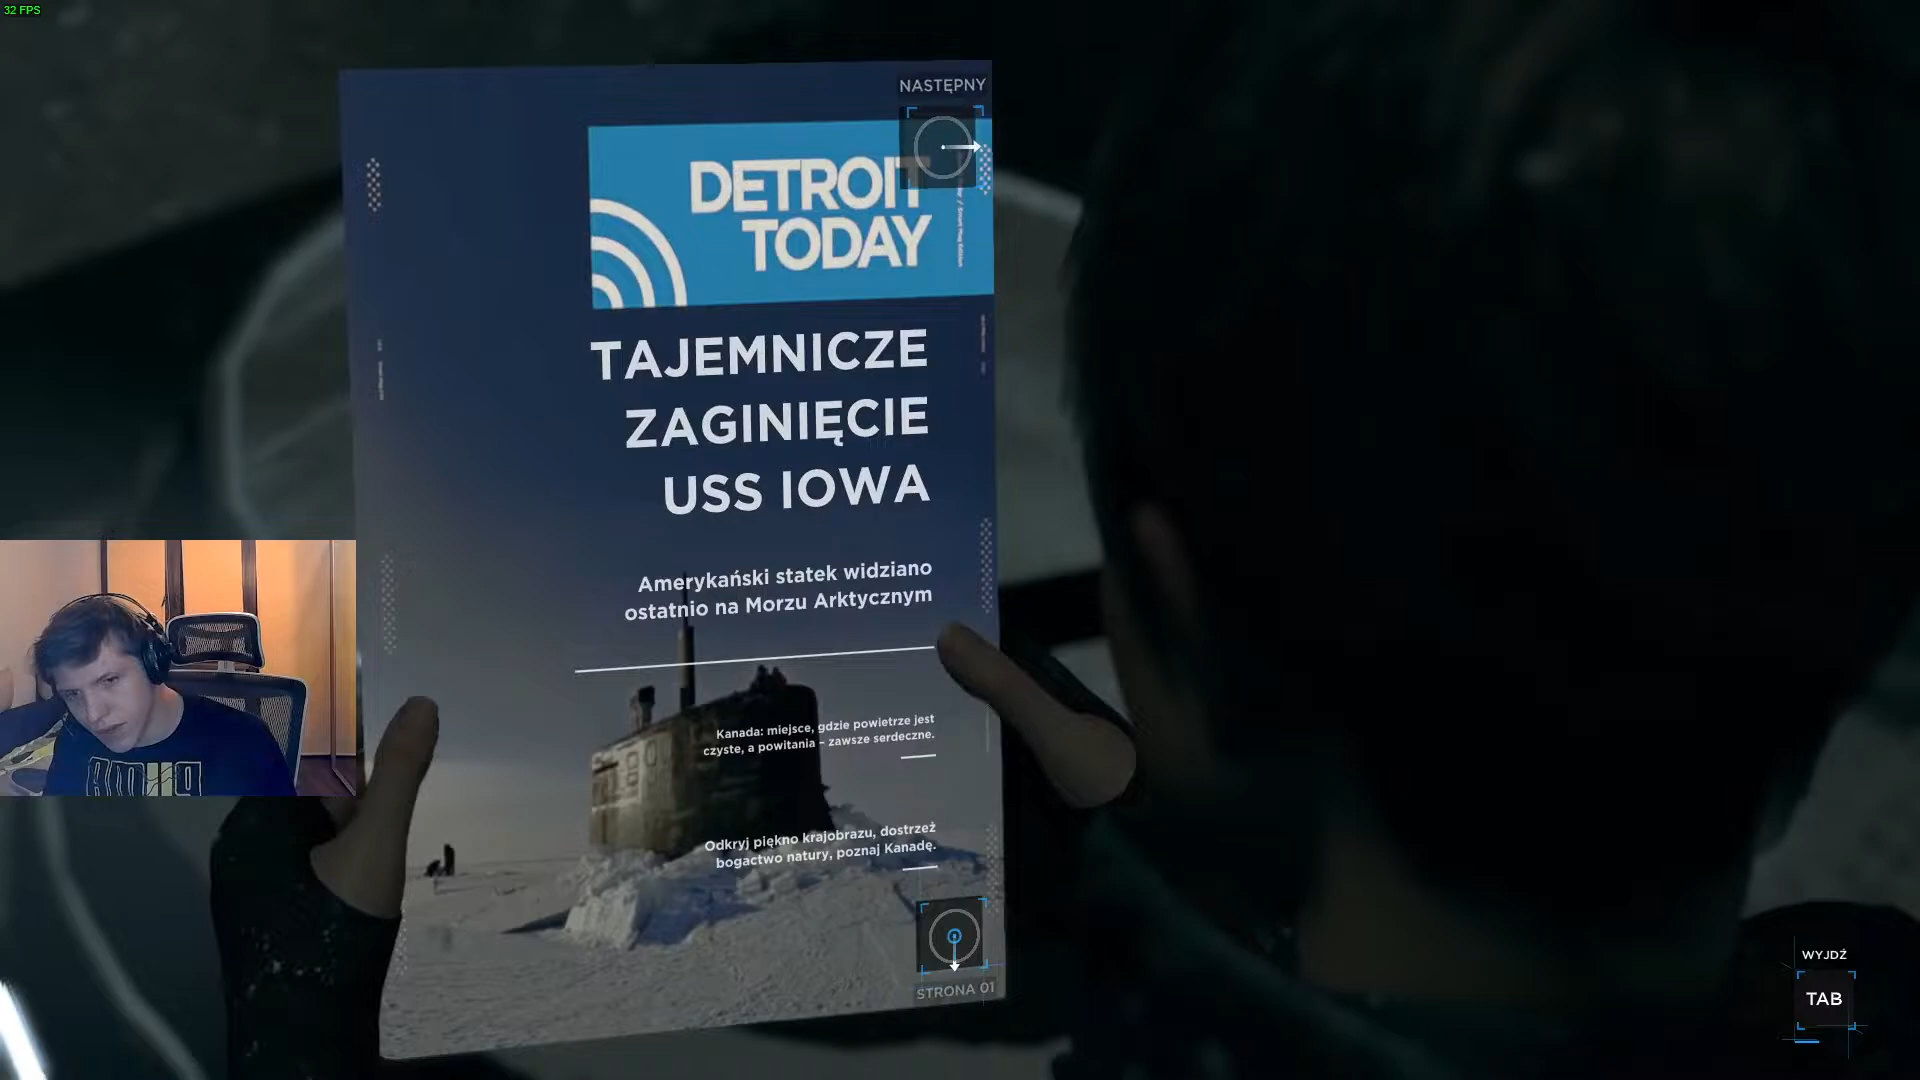 32 FPS
NASTĘPNY
DETROIT
TODAY
TAJEMNICZE
ZAGINIĘCIE
USS IOWA
Amerykański statek widziano
ostatnio na Morzu Arktycznym
Kanada: miejsce, gdzie powietrze jest
czyste, a powitania – zawsze serdeczne.
Odkryj piękno krajobrazu, dostrzeż
bogactwo natury, poznaj Kanadę.
STRONA 01
WYJDŹ
TAB